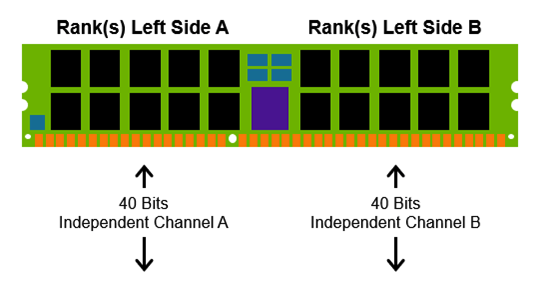 Rank(s) Left Side A
Rank(s) Left Side B
40 Bits
Independent Channel A
40 Bits
Independent Channel B